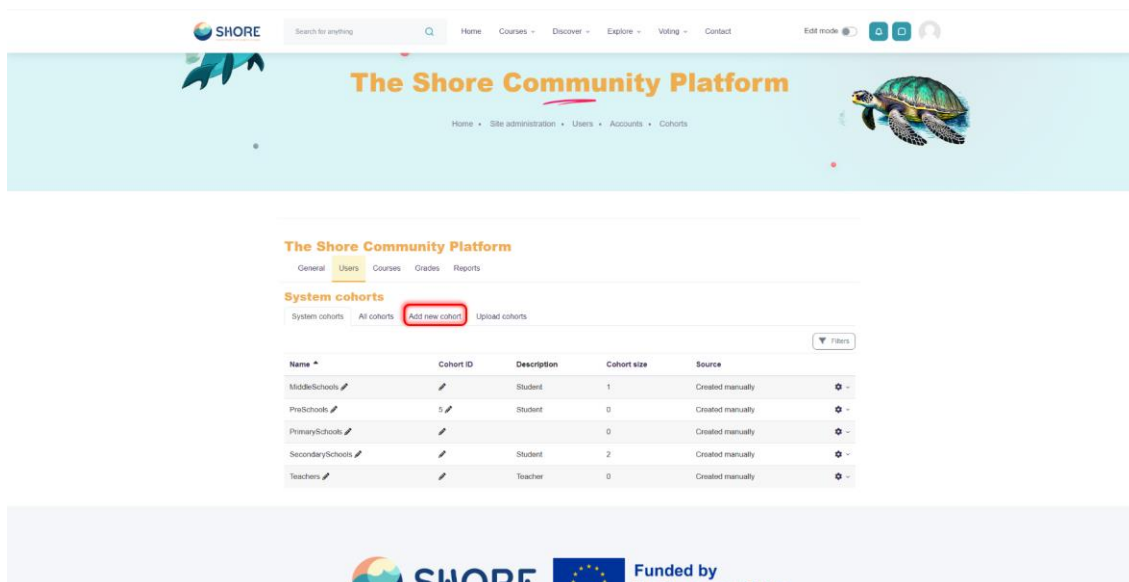 SHORE Search for anything Home Courses Discover Explore Voting Contact Edit mode
The Shore Community Platform
Home • Site administration • Users • Accounts • Cohorts
The Shore Community Platform
General Users Courses Grades Reports
System cohorts
System cohorts All cohorts Add new cohort Upload cohorts
Filters
Name Cohort ID Description Cohort size Source
MiddleSchools Student 1 Created manually
PreSchools 5 Student 0 Created manually
PrimarySchools 0 Created manually
SecondarySchools Student 2 Created manually
Teachers Teacher 0 Created manually
SHORE Funded by